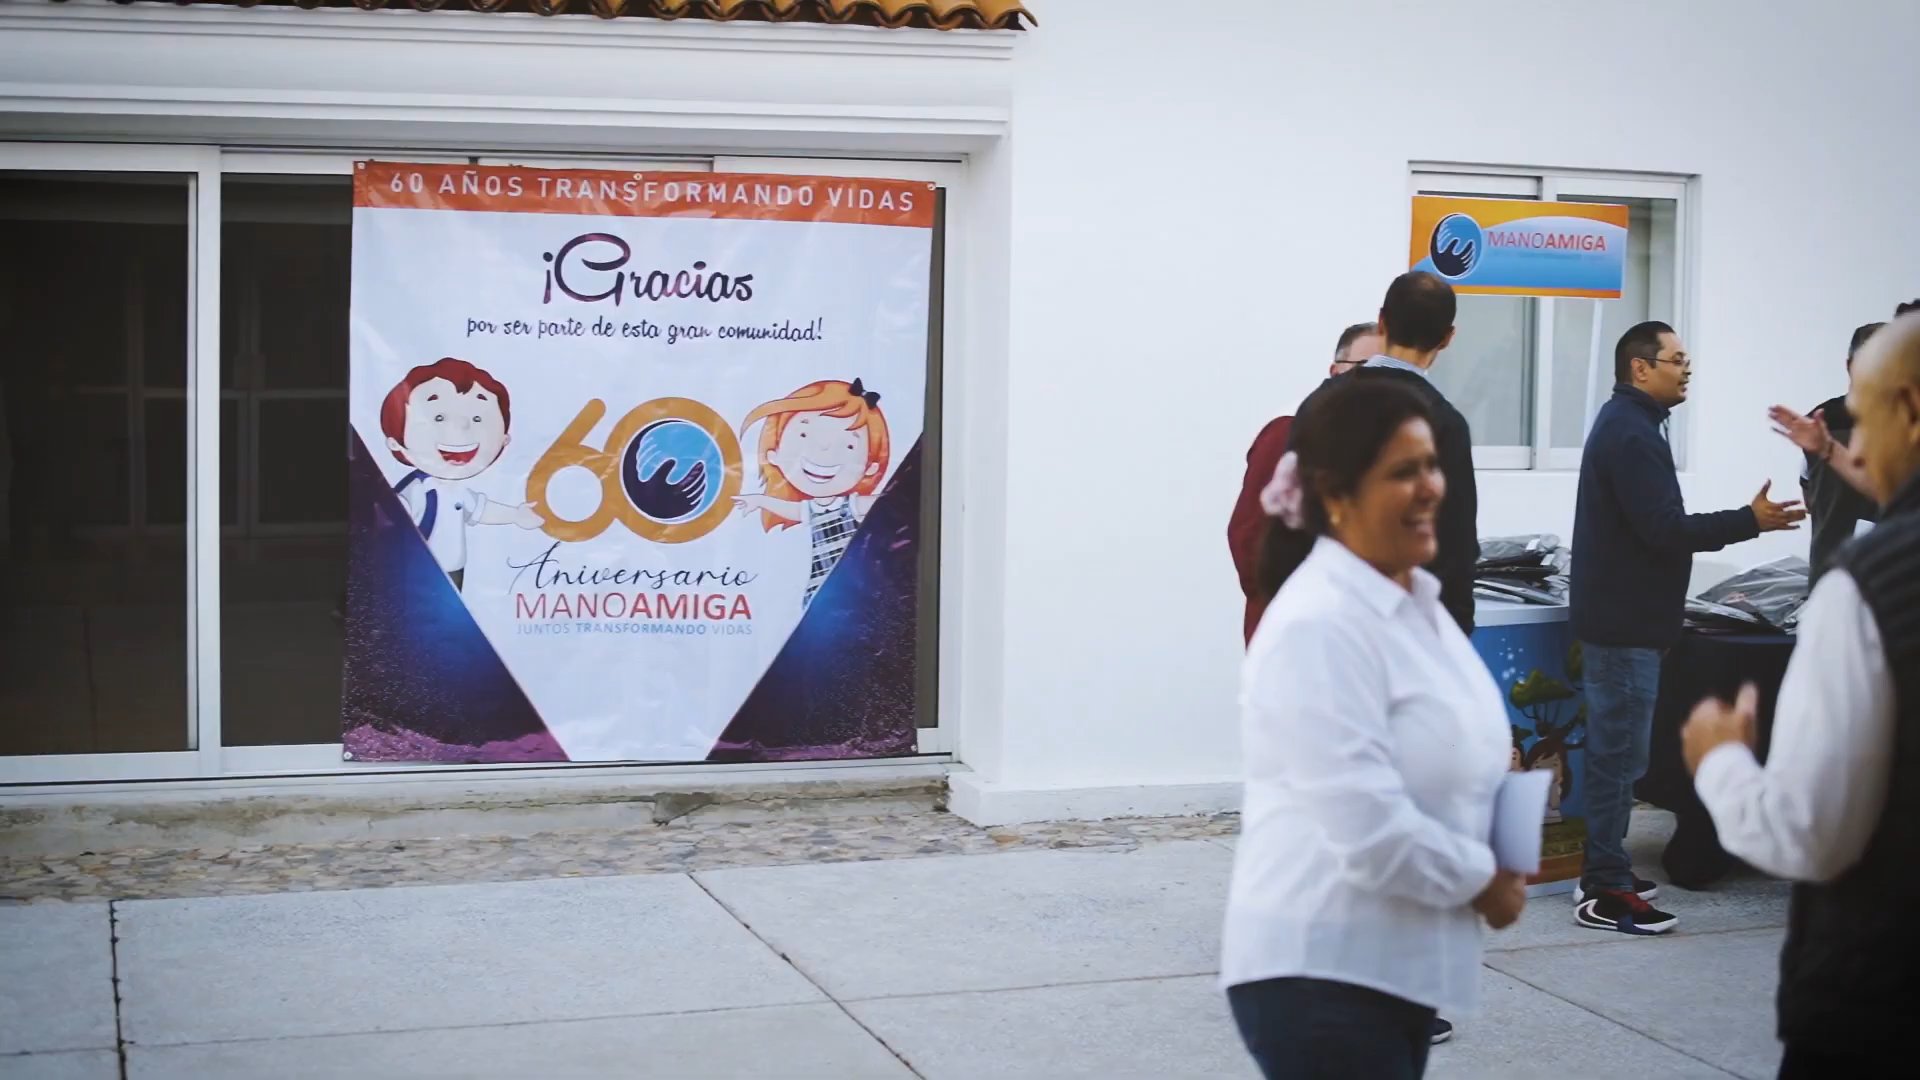 60 AÑOS TRANSFORMANDO VIDAS
¡Gracias
por ser parte de esta gran comunidad!
60
Aniversario
MANOAMIGA
JUNTOS TRANSFORMANDO VIDAS
MANOAMIGA